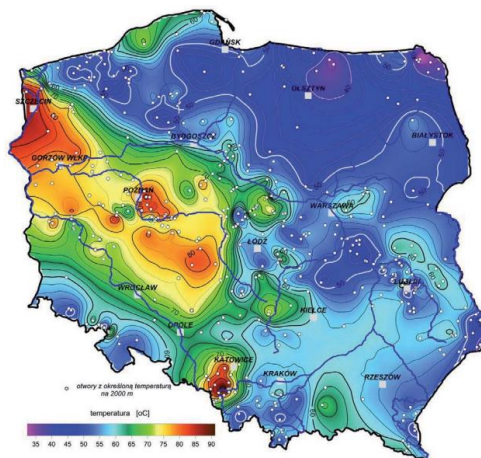 GDAŃSK
SZCZECIN
OLSZTYN
BYDGOSZCZ
BIAŁYSTOK
GORZÓW WLKP.
POZNAŃ
WARSZAWA
ŁÓDŹ
WROCŁAW
LUBLIN
KIELCE
OPOLE
KATOWICE
KRAKÓW
RZESZÓW
otwory z określoną temperaturą
na 2000 m
temperatura [oC]
35 40 45 50 55 60 65 70 75 80 85 90